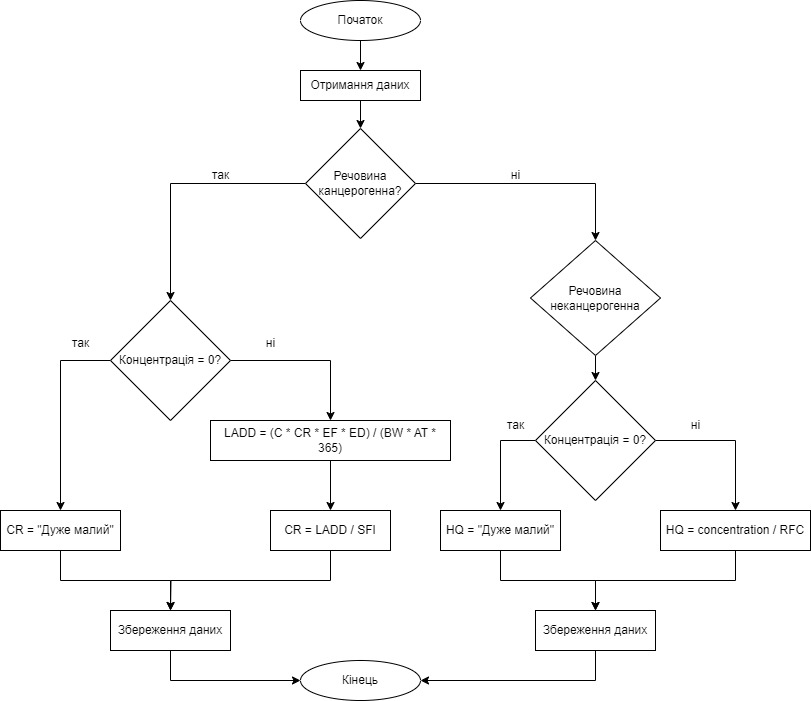 Початок
Отримання даних
Речовина
канцерогенна?
так
ні
Речовина
неканцерогенна
так
Концентрація = 0?
ні
LADD = (C * CR * EF * ED) / (BW * AT *
365)
так
Концентрація = 0?
ні
CR = "Дуже малий"
CR = LADD / SFI
HQ = "Дуже малий"
HQ = concentration / RFC
Збереження даних
Збереження даних
Кінець